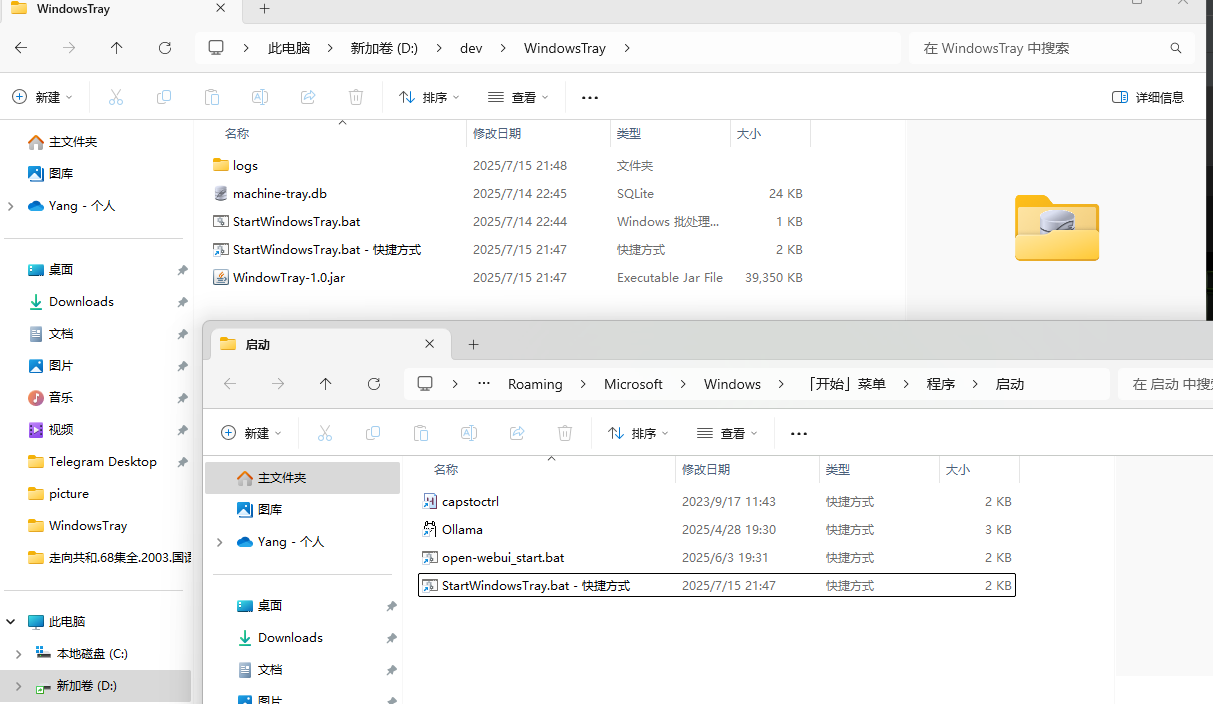 WindowsTray
此电脑 新加卷 (D:) dev WindowsTray 在 WindowsTray 中搜索
新建 排序 查看 详细信息
主文件夹
图库
Yang - 个人
桌面
Downloads
文档
图片
音乐
视频
Telegram Desktop
picture
WindowsTray
走向共和.68集全.2003.国语
此电脑
本地磁盘 (C:)
新加卷 (D:)
名称 修改日期 类型 大小
logs 2025/7/15 21:48 文件夹
machine-tray.db 2025/7/14 22:45 SQLite 24 KB
StartWindowsTray.bat 2025/7/14 22:44 Windows 批处理... 1 KB
StartWindowsTray.bat - 快捷方式 2025/7/15 21:47 快捷方式 2 KB
WindowTray-1.0.jar 2025/7/15 21:47 Executable Jar File 39,350 KB
启动
Roaming Microsoft Windows 「开始」菜单 程序 启动 在 启动 中搜
新建 排序 查看
主文件夹
图库
Yang - 个人
桌面
Downloads
文档
图片
名称 修改日期 类型 大小
capstoctrl 2023/9/17 11:43 快捷方式 2 KB
Ollama 2025/4/28 19:30 快捷方式 3 KB
open-webui_start.bat 2025/6/3 19:31 快捷方式 2 KB
StartWindowsTray.bat - 快捷方式 2025/7/15 21:47 快捷方式 2 KB